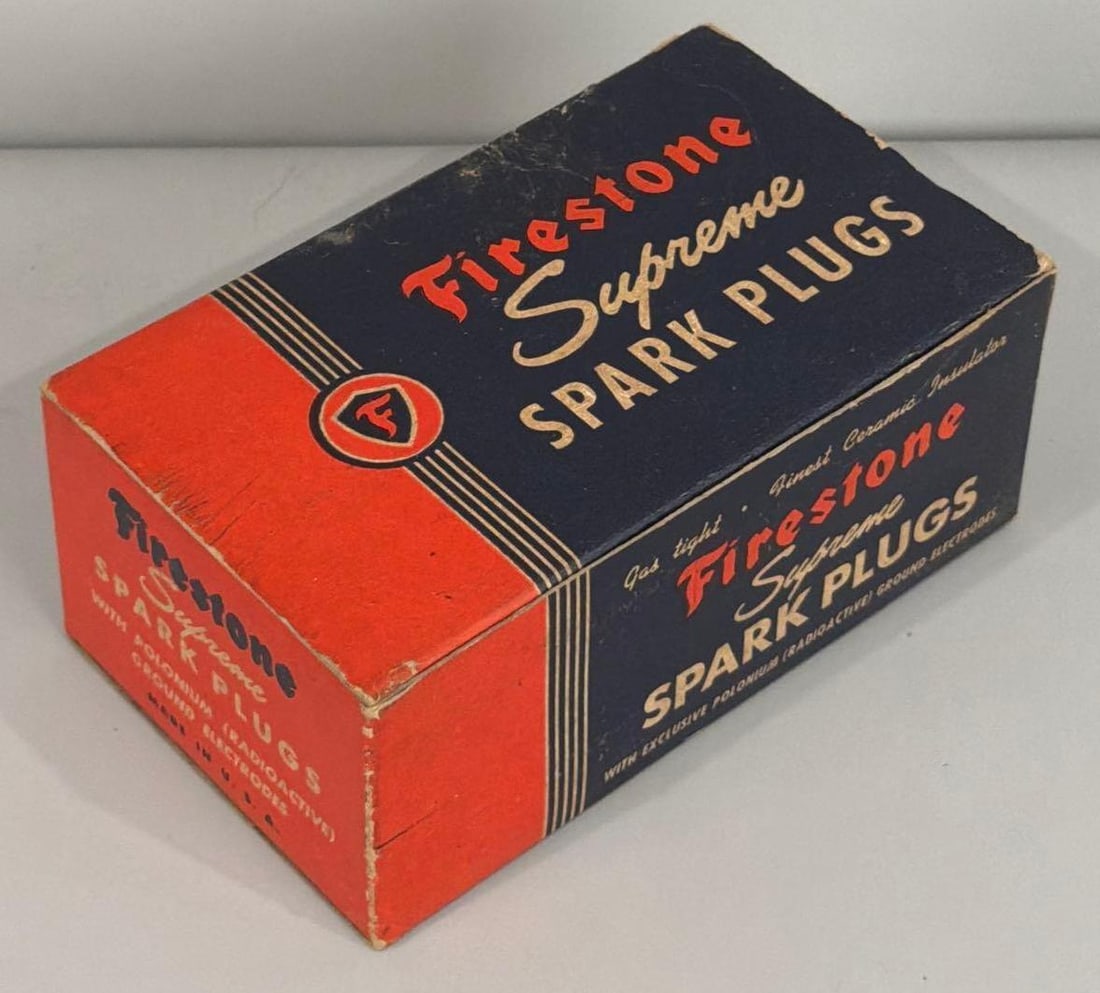 Firestone
Supreme
SPARK PLUGS
F
Gas tight • Finest Ceramic Insulator
Firestone
Supreme
SPARK PLUGS
WITH EXCLUSIVE POLONIUM (RADIOACTIVE) GROUND ELECTRODES
Firestone
Supreme
SPARK PLUGS
WITH POLONIUM (RADIOACTIVE)
GROUND ELECTRODES
MADE IN U. S. A.